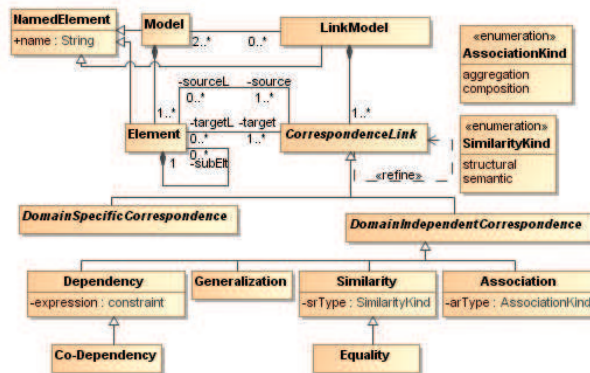 NamedElement
+name : String
Model
LinkModel
2..*
0..*
«enumeration»
AssociationKind
aggregation
composition
-sourceL
-source
0..*
1..*
1..*
1..*
-targetL
-target
0..*
1..*
Element
CorrespondenceLink
0..*
1
-subElt
«refine»
«enumeration»
SimilarityKind
structural
semantic
DomainSpecificCorrespondence
DomainIndependentCorrespondence
Dependency
-expression : constraint
Generalization
Similarity
-srType : SimilarityKind
Association
-arType : AssociationKind
Co-Dependency
Equality